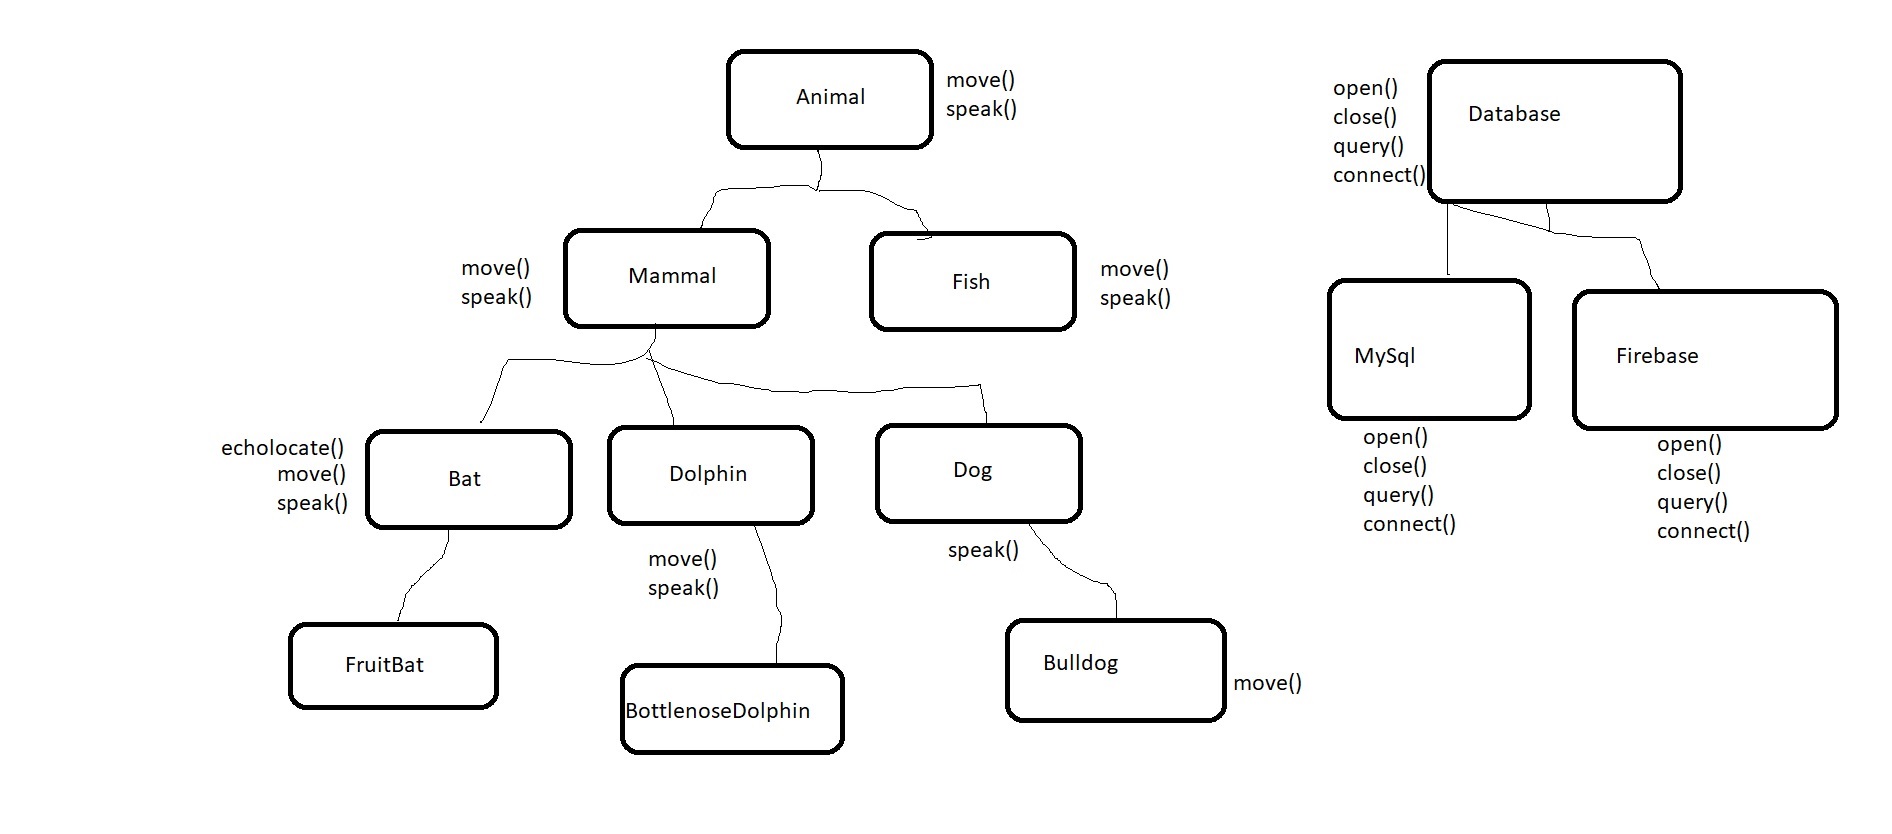 Animal
move()
speak()
Mammal
move()
speak()
Fish
move()
speak()
echolocate()
move()
speak()
Bat
Dolphin
move()
speak()
Dog
speak()
FruitBat
BottlenoseDolphin
Bulldog
move()
open()
close()
query()
connect()
Database
MySql
open()
close()
query()
connect()
Firebase
open()
close()
query()
connect()